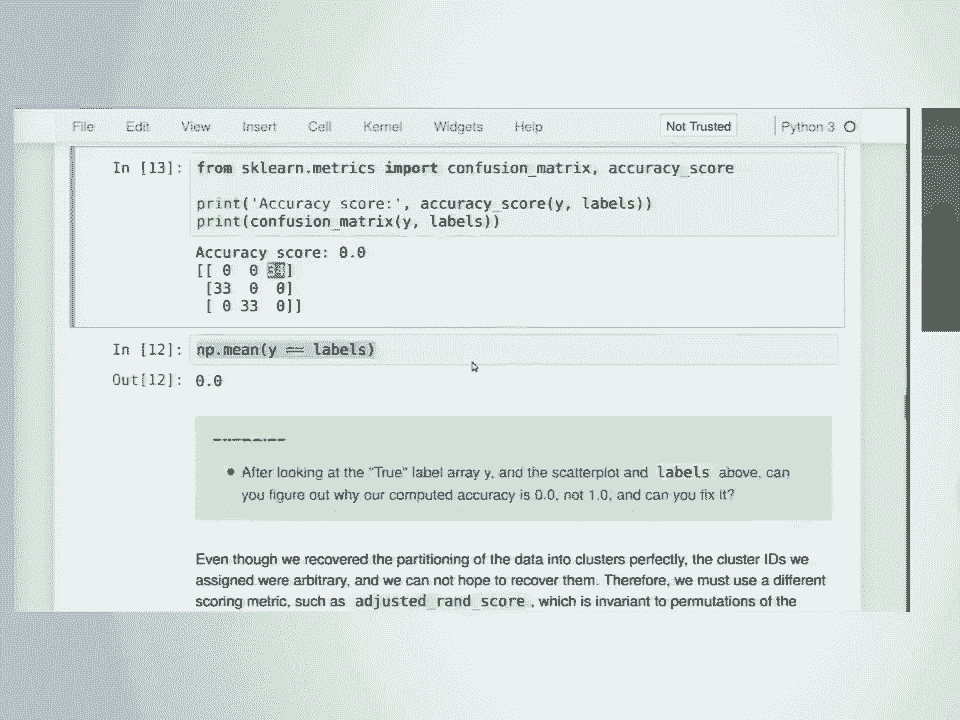 File Edit View Insert Cell Kernel Widgets Help Not Trusted Python 3
In [13]: from sklearn.metrics import confusion_matrix, accuracy_score
print('Accuracy score:', accuracy_score(y, labels))
print(confusion_matrix(y, labels))
Accuracy score: 0.0
[[ 0 0 ]
[33 0 0]
[ 0 33 0]]
In [12]: np.mean(y == labels)
Out[12]: 0.0
• After looking at the "True" label array y, and the scatterplot and labels above, can
you figure out why our computed accuracy is 0.0, not 1.0, and can you fix it?
Even though we recovered the partitioning of the data into clusters perfectly, the cluster IDs we
assigned were arbitrary, and we can not hope to recover them. Therefore, we must use a different
scoring metric, such as adjusted_rand_score , which is invariant to permutations of the